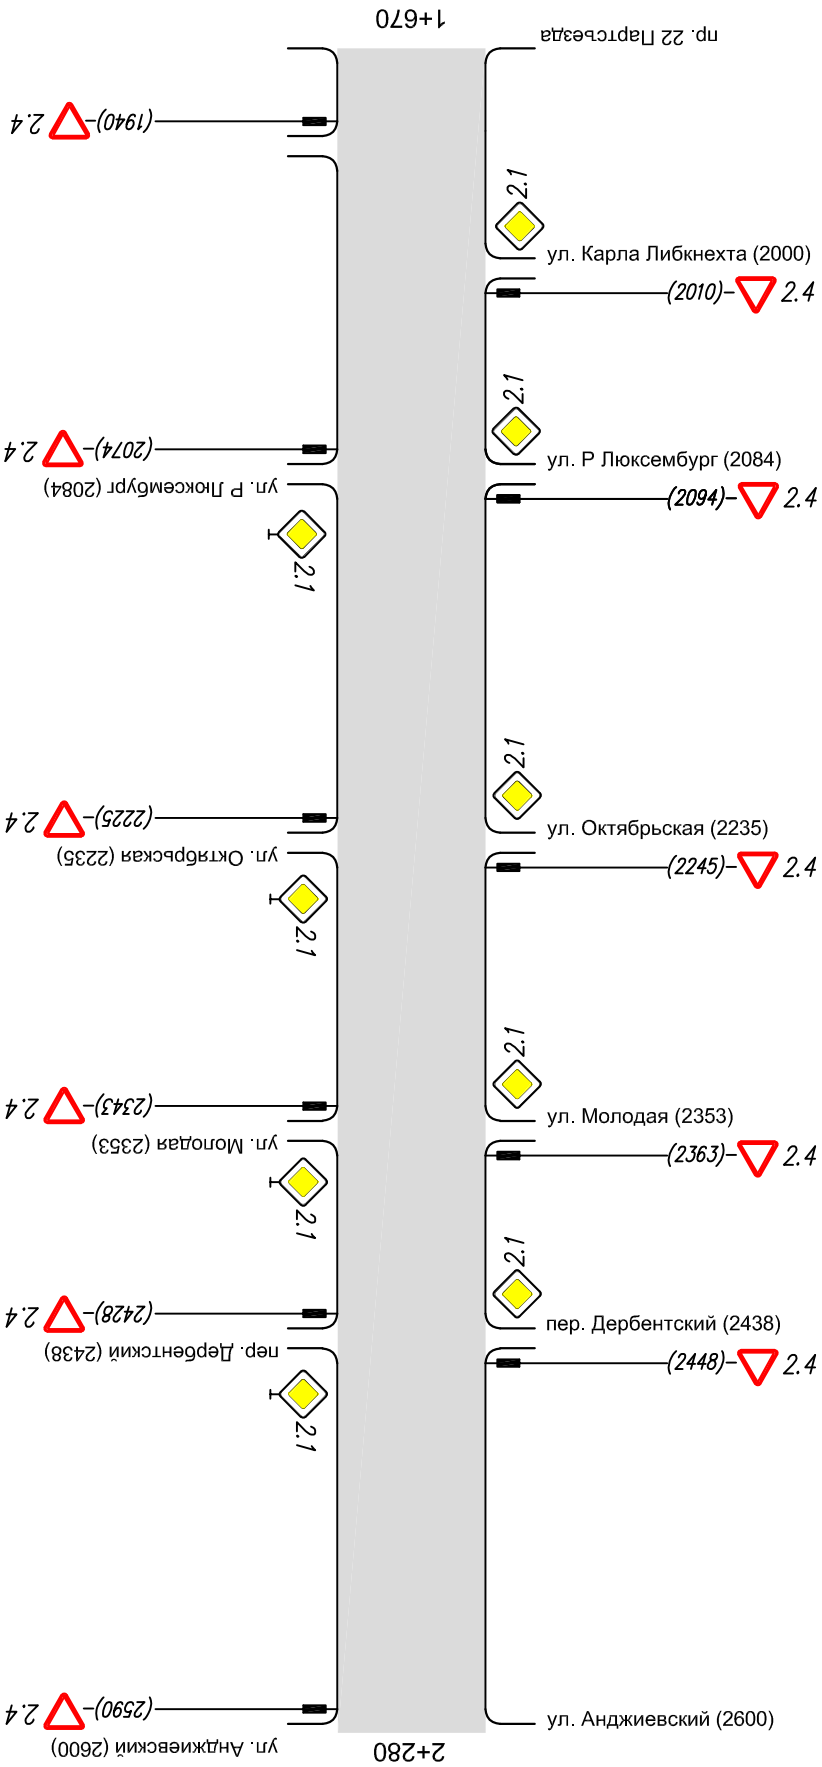 1+670
пр. 22 Партсъезда
(1940) 2.4
2.1
ул. Карла Либкнехта (2000)
(2010) 2.4
2.1
(2074) 2.4
ул. Р Люксембург (2084)
ул. Р Люксембург (2084)
(2094) 2.4
2.1
2.1
(2225) 2.4
ул. Октябрьская (2235)
ул. Октябрьская (2235)
(2245) 2.4
2.1
2.1
(2343) 2.4
ул. Молодая (2353)
ул. Молодая (2353)
(2363) 2.4
2.1
2.1
(2428) 2.4
пер. Дербентский (2438)
пер. Дербентский (2438)
(2448) 2.4
2.1
(2590) 2.4
ул. Анджиевский (2600)
ул. Анджиевский (2600)
2+280